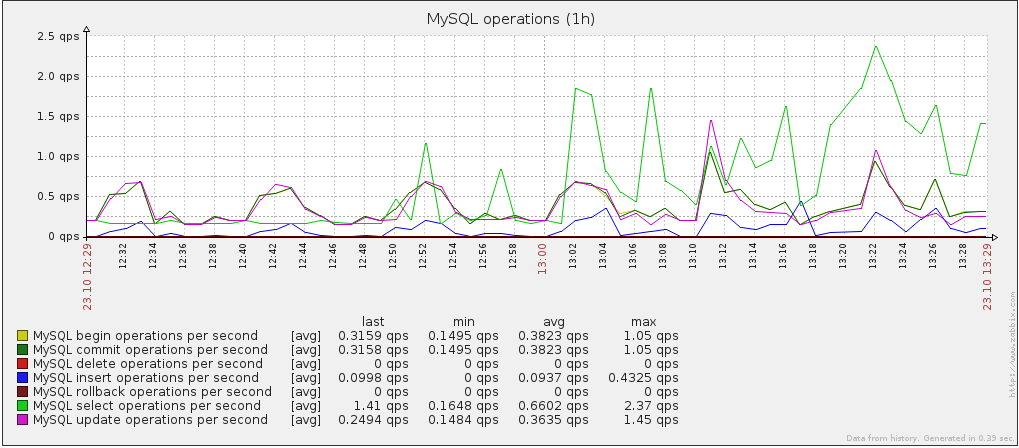 MySQL operations (1h)
2.5 qps
2.0 qps
1.5 qps
1.0 qps
0.5 qps
0 qps
23.10 12:29 12:32 12:34 12:36 12:38 12:40 12:42 12:44 12:46 12:48 12:50 12:52 12:54 12:56 12:58 13:00 13:02 13:04 13:06 13:08 13:10 13:12 13:14 13:16 13:18 13:20 13:22 13:24 13:26 13:28 23.10 13:29
last min avg max
MySQL begin operations per second [avg] 0.3159 qps 0.1495 qps 0.3823 qps 1.05 qps
MySQL commit operations per second [avg] 0.3158 qps 0.1495 qps 0.3823 qps 1.05 qps
MySQL delete operations per second [avg] 0 qps 0 qps 0 qps 0 qps
MySQL insert operations per second [avg] 0.0998 qps 0 qps 0.0937 qps 0.4325 qps
MySQL rollback operations per second [avg] 0 qps 0 qps 0 qps 0 qps
MySQL select operations per second [avg] 1.41 qps 0.1648 qps 0.6602 qps 2.37 qps
MySQL update operations per second [avg] 0.2494 qps 0.1484 qps 0.3635 qps 1.45 qps
http://www.zabbix.com
Data from history. Generated in 0.39 sec.